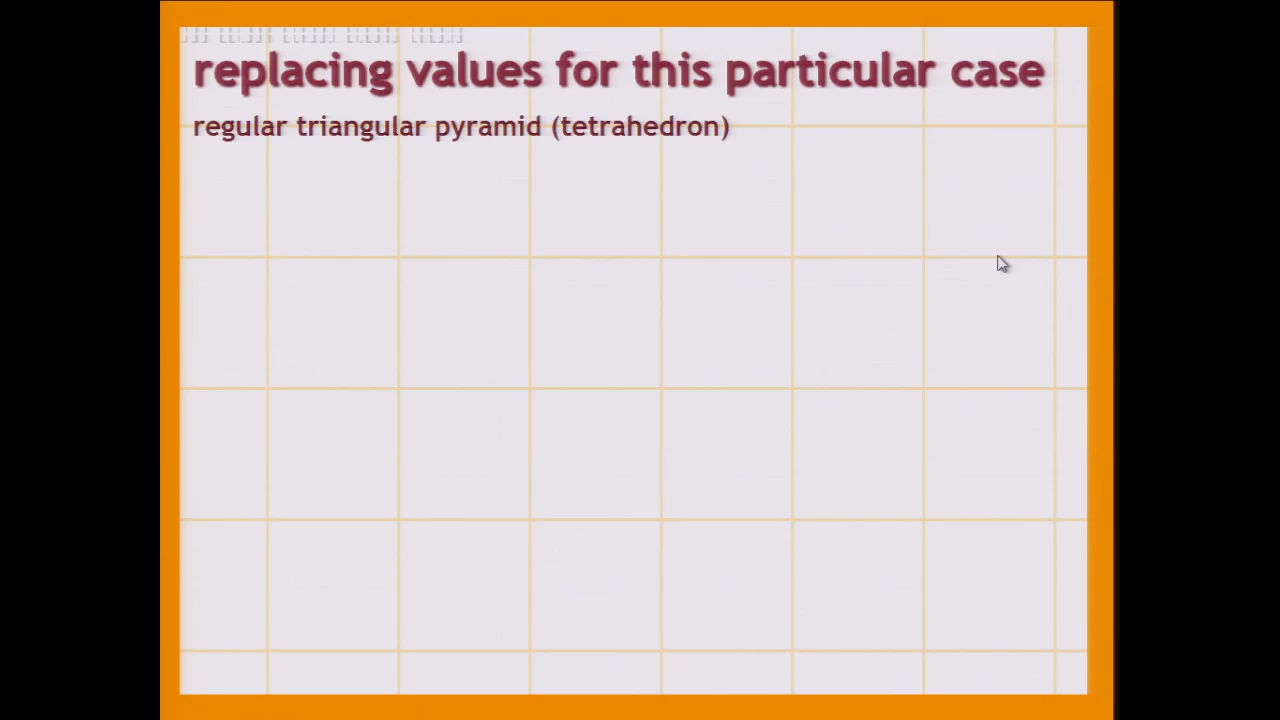 replacing values for this particular case
regular triangular pyramid (tetrahedron)